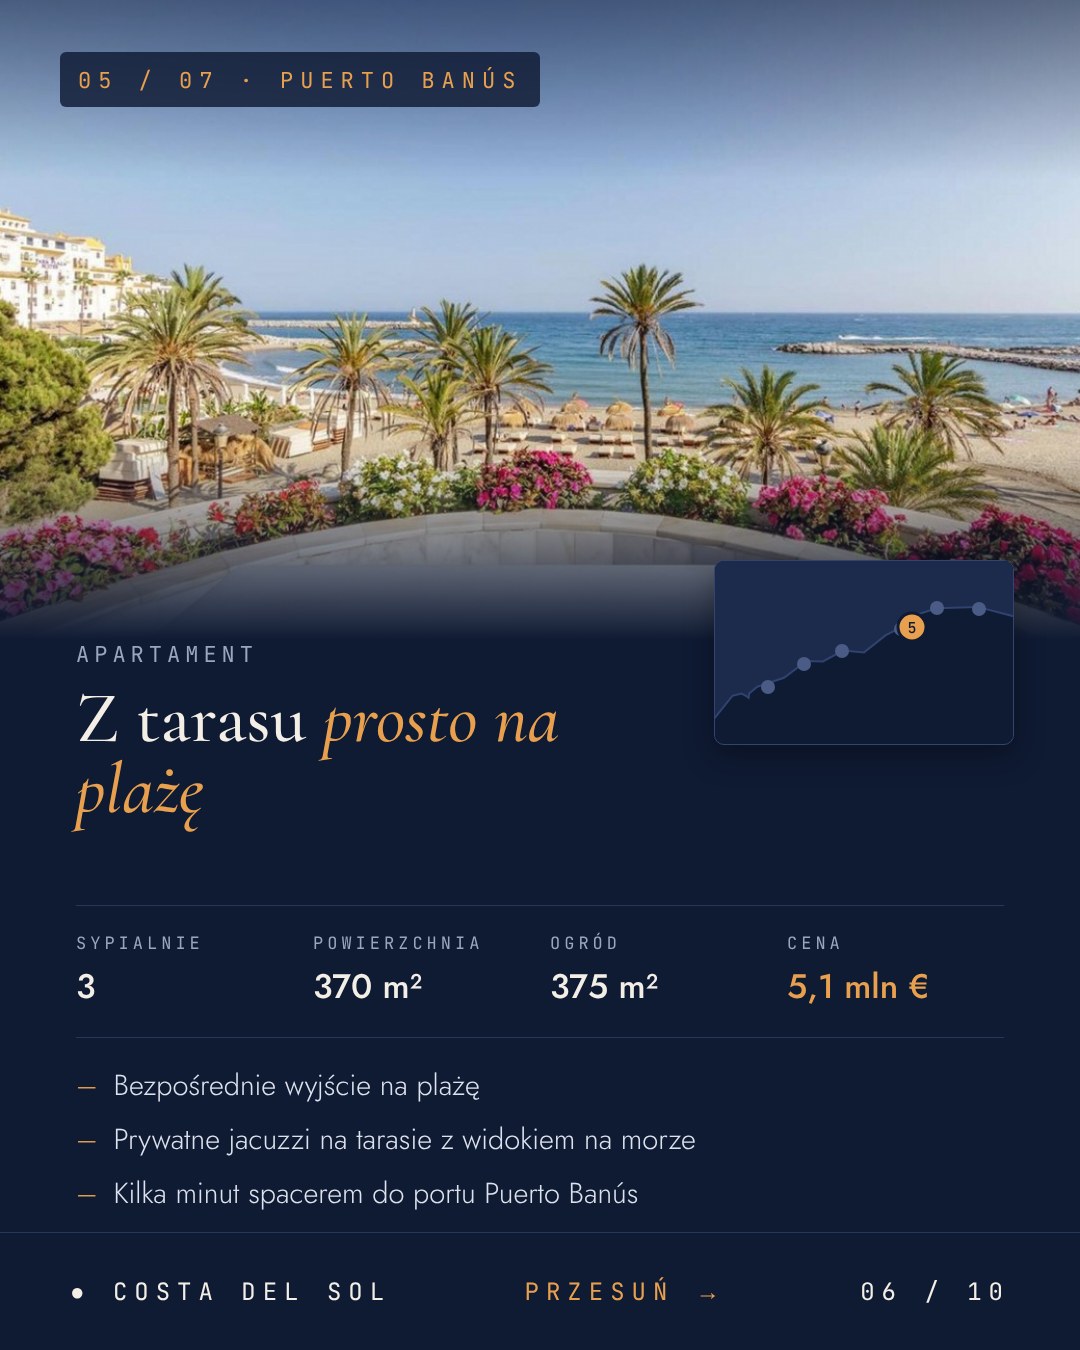 05 / 07 · PUERTO BANÚS
5
APARTAMENT
Z tarasu prosto na
plażę
SYPIALNIE POWIERZCHNIA OGRÓD CENA
3 370 m² 375 m² 5,1 mln €
— Bezpośrednie wyjście na plażę
— Prywatne jacuzzi na tarasie z widokiem na morze
— Kilka minut spacerem do portu Puerto Banús
• COSTA DEL SOL PRZESUŃ → 06 / 10